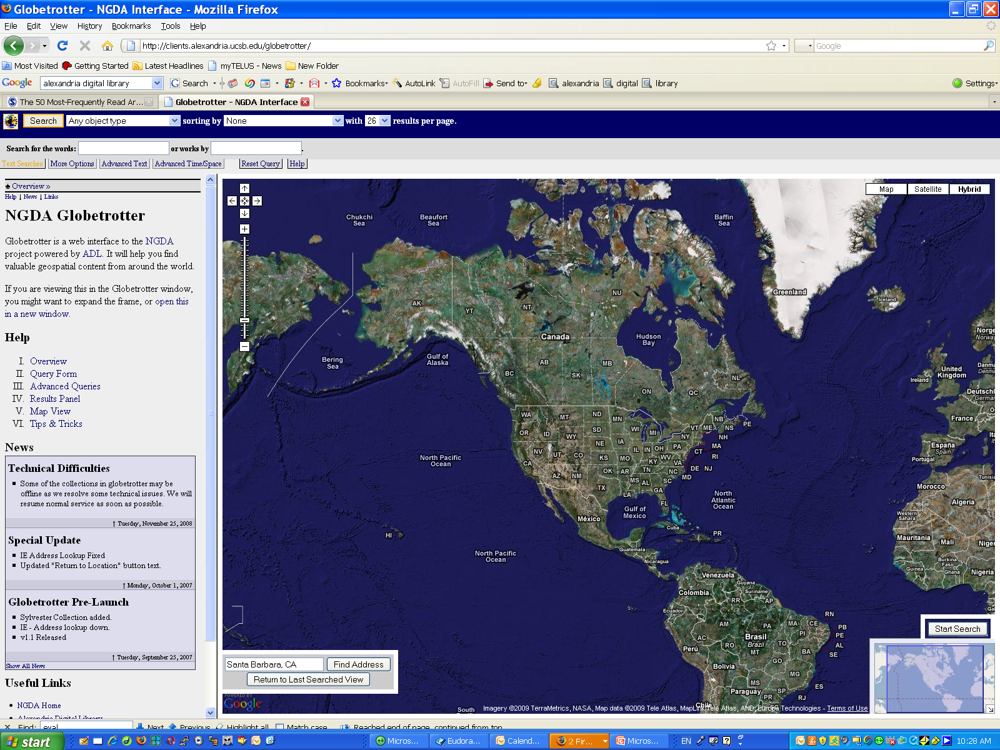 Globetrotter - NGDA Interface - Mozilla Firefox
File Edit View History Bookmarks Tools Help
http://clients.alexandria.ucsb.edu/globetrotter/ Google
Most Visited Getting Started Latest Headlines myTELUS - News New Folder
Google alexandria digital library Search Bookmarks AutoLink AutoFill Send to alexandria digital library Settings
The 50 Most-Frequently Read Ar... Globetrotter - NGDA Interface
Search Any object type sorting by None with 26 results per page.
Search for the words: or works by .
Text Searches More Options Advanced Text Advanced Time/Space Reset Query Help
♠ Overview »
Help ↓ News ↓ Links
NGDA Globetrotter
Globetrotter is a web interface to the NGDA
project powered by ADL. It will help you find
valuable geospatial content from around the world.
If you are viewing this in the Globetrotter window,
you might want to expand the frame, or open this
in a new window.
Help
I. Overview
II. Query Form
III. Advanced Queries
IV. Results Panel
V. Map View
VI. Tips & Tricks
News
Technical Difficulties
Some of the collections in globetrotter may be
offline as we resolve some technical issues. We will
resume normal service as soon as possible.
↑ Tuesday, November 25, 2008
Special Update
IE Address Lookup Fixed
Updated "Return to Location" button text.
↑ Monday, October 1, 2007
Globetrotter Pre-Launch
Sylvester Collection added.
IE - Address lookup down.
v1.1 Released
↑ Tuesday, September 25, 2007
Show All News
Useful Links
NGDA Home
Alexandria Digital Library
Map Satellite Hybrid
Chukchi
Sea
Beaufort
Sea
Baffin
Sea
Greenland
Iceland
NU
AK
YT
NT
Canada
Hudson
Bay
Norge
Norway
Bering
Sea
Gulf of
Alaska
AB
MB
BC
SK
NL
ON
QC
United
Kingdom
Ireland
Danma
Denm
Deutschl
German
France
Ita
It
España
Spain
Portugal
WA
MT
ND
MN
NB
VT ME NS
PE
OR
ID
WY
SD
WI
MI
NY
NH
NE
IA
MA
NV
UT
CO
IL IN OH
PA
CT
RI
KS
MO
KY
WV
VA
CA
OK
AR
TN
NC
DE NJ
AZ
NM
MD
TX
MS AL
SC
LA
GA
FL
North Pacific
Ocean
North
Atlantic
Ocean
Gulf of
Mexico
México
Cuba
PR
HI
North Pacific
Ocean
Guatemala
Nicaragua
Tunisia
Morocco
Algeria
Western
Sahara
Mauritania
Mali
Niger
Burkina
Faso
Guinea
Ghana
Nigeria
Venezuela
Guyana
Suriname
Colombia
RR
AP
Ecuador
Ga
AM
PA
MA
CE
RN
PB
PE
AL
SE
PI
AC
Brasil
Brazil
RO
TO
Perú
MT
BA
GO
Bolivia
MG
MS
ES
Paraguay
SP
PR
RJ
SC
Chile
South
Start Search
Santa Barbara, CA Find Address
Return to Last Searched View
POWERED BY
Google
Imagery ©2009 TerraMetrics, NASA, Map data ©2009 Tele Atlas, MapLink/Tele Atlas, AND, Europa Technologies - Terms of Use
Find: eval Next Previous Highlight all Match case Reached end of page, continued from top
start Micros... Eudora... Calend... 2 Fir... Micros... EN 10:28 AM